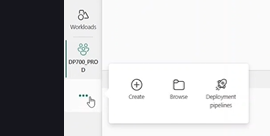 Workloads
DP700_PRO
D
Create
Browse
Deployment
pipelines